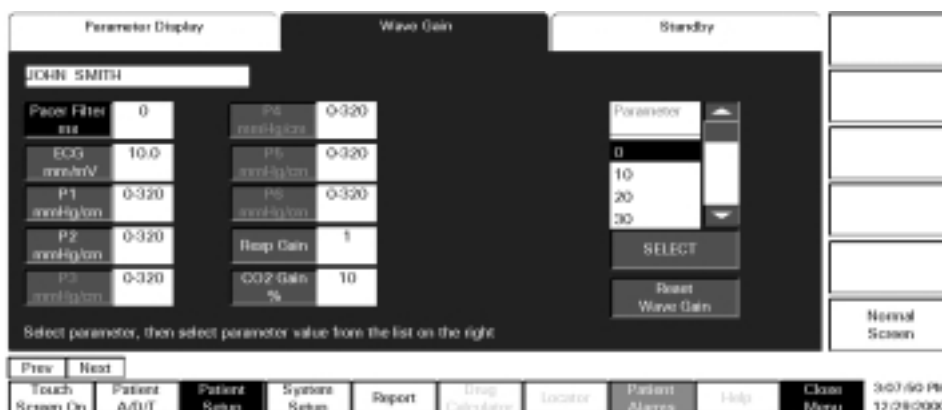 Parameter Display Wave Gain Standby
JOHN SMITH
Pacer Filter ms 0
P4 mmHg/cm 0-320
Parameter
ECG mm/mV 10.0
P5 mmHg/cm 0-320
0
10
P1 mmHg/cm 0-320
P6 mmHg/cm 0-320
20
30
P2 mmHg/cm 0-320
Resp Gain 1
SELECT
P3 mmHg/cm 0-320
CO2 Gain % 10
Reset Wave Gain
Select parameter, then select parameter value from the list on the right
Normal Screen
Prev Next
Touch Screen On
Patient A/D/T
Patient Setup
System Setup
Report
Drug Calculator
Locator
Patient Alarms
Help
Close Menu
3:07:50 PM